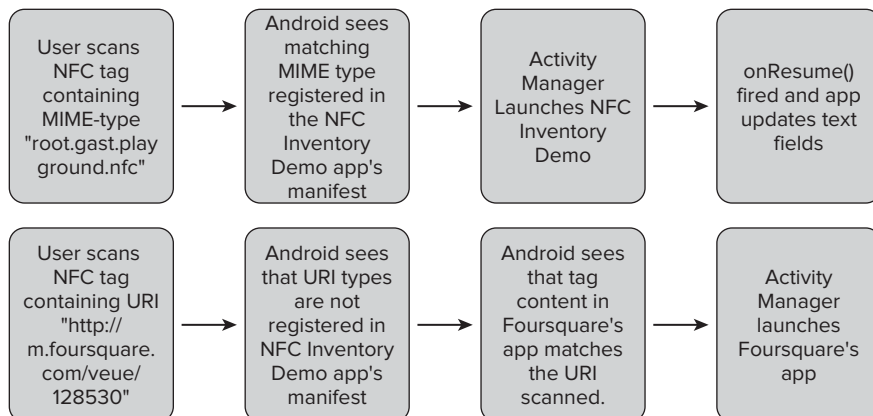 User scans
NFC tag
containing
MIME-type
"root.gast.play
ground.nfc"
Android sees
matching
MIME type
registered in
the NFC
Inventory
Demo app's
manifest
Activity
Manager
Launches NFC
Inventory
Demo
onResume()
fired and app
updates text
fields
User scans
NFC tag
containing URI
"http://
m.foursquare.
com/veue/
128530"
Android sees
that URI types
are not
registered in
NFC Inventory
Demo app's
manifest
Android sees
that tag
content in
Foursquare's
app matches
the URI
scanned.
Activity
Manager
launches
Foursquare's
app